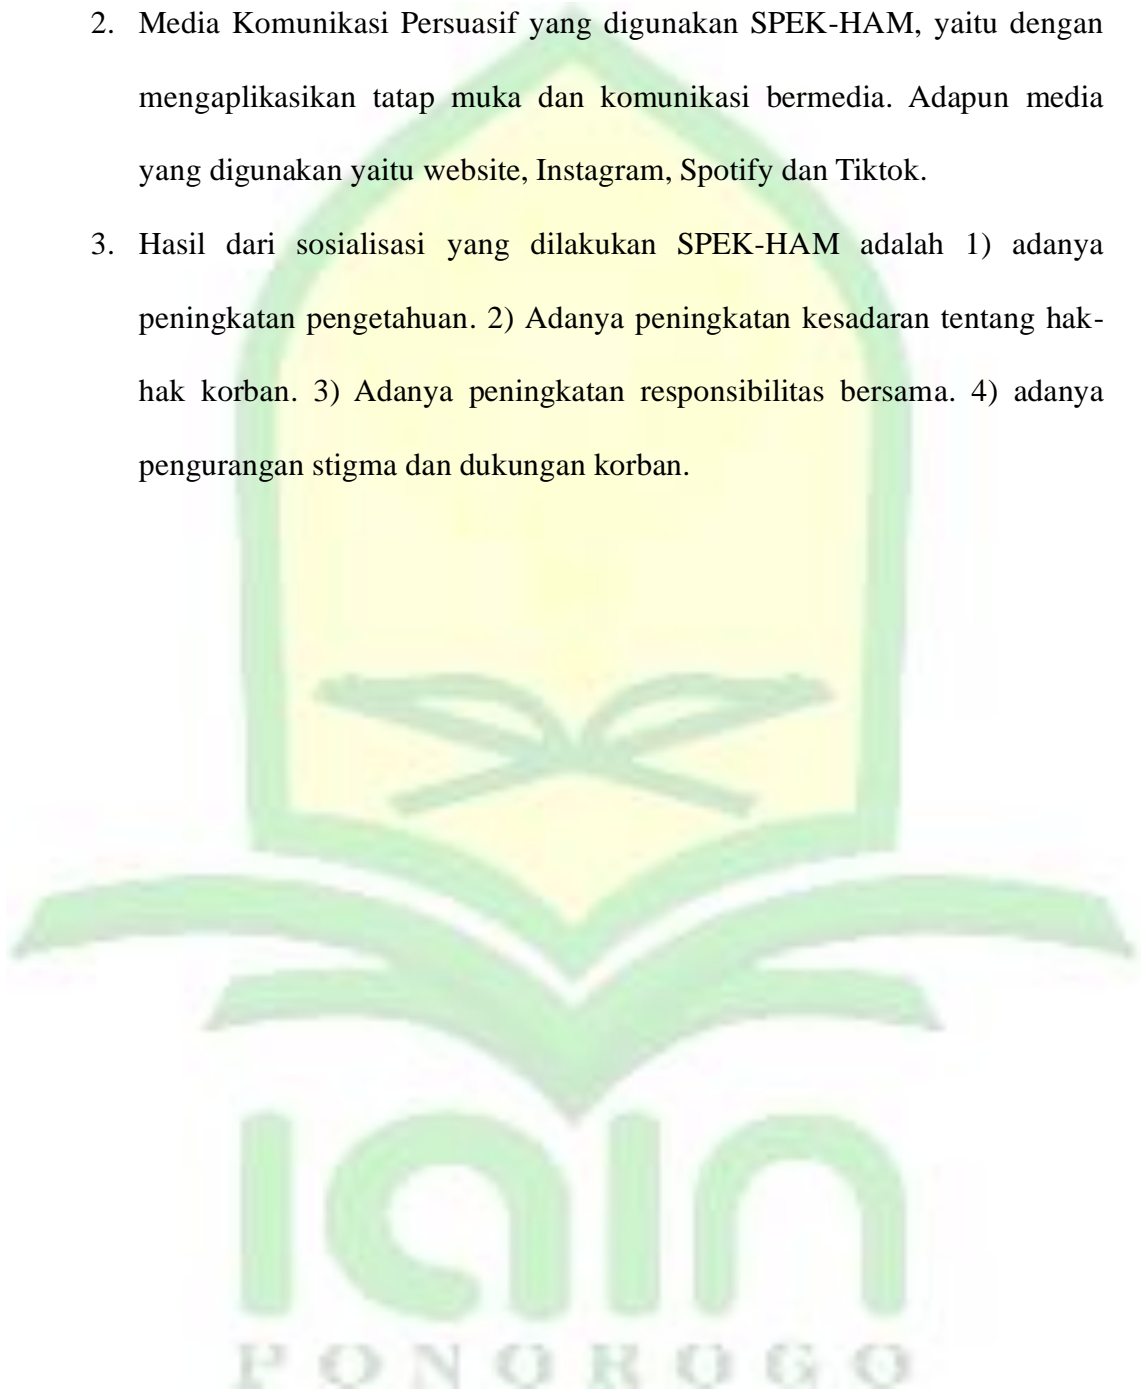 2. Media Komunikasi Persuasif yang digunakan SPEK-HAM, yaitu dengan
mengaplikasikan tatap muka dan komunikasi bermedia. Adapun media
yang digunakan yaitu website, Instagram, Spotify dan Tiktok.
3. Hasil dari sosialisasi yang dilakukan SPEK-HAM adalah 1) adanya
peningkatan pengetahuan. 2) Adanya peningkatan kesadaran tentang hak-
hak korban. 3) Adanya peningkatan responsibilitas bersama. 4) adanya
pengurangan stigma dan dukungan korban.
iain
PONOROGO